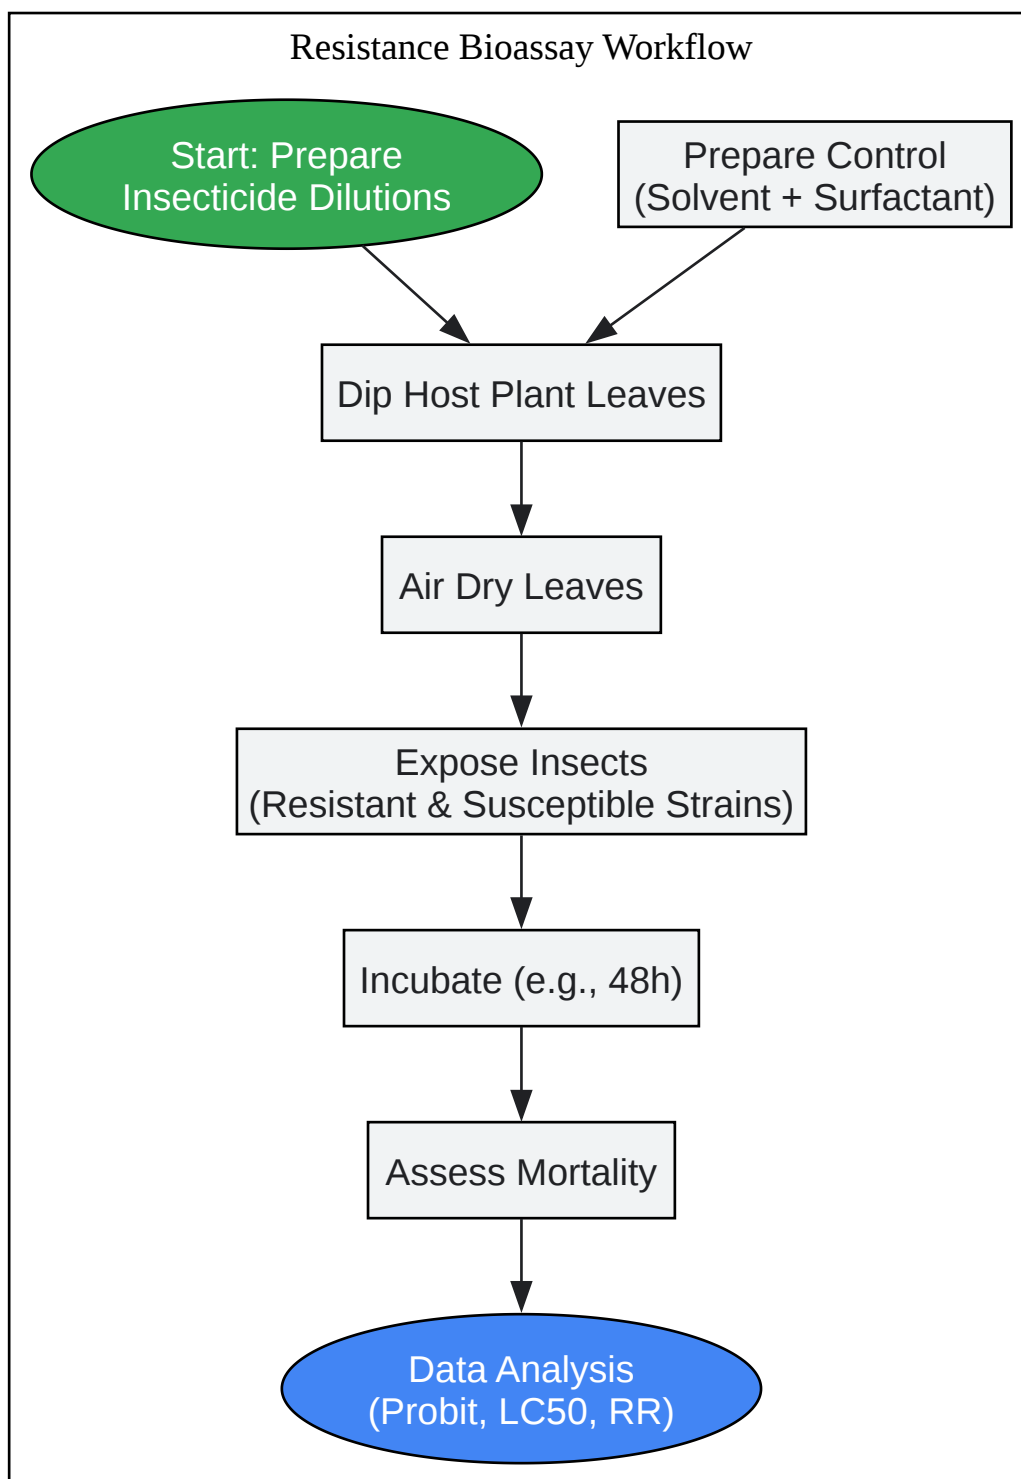 Resistance Bioassay Workflow
Start: Prepare
Insecticide Dilutions
Prepare Control
(Solvent + Surfactant)
Dip Host Plant Leaves
Air Dry Leaves
Expose Insects
(Resistant & Susceptible Strains)
Incubate (e.g., 48h)
Assess Mortality
Data Analysis
(Probit, LC50, RR)